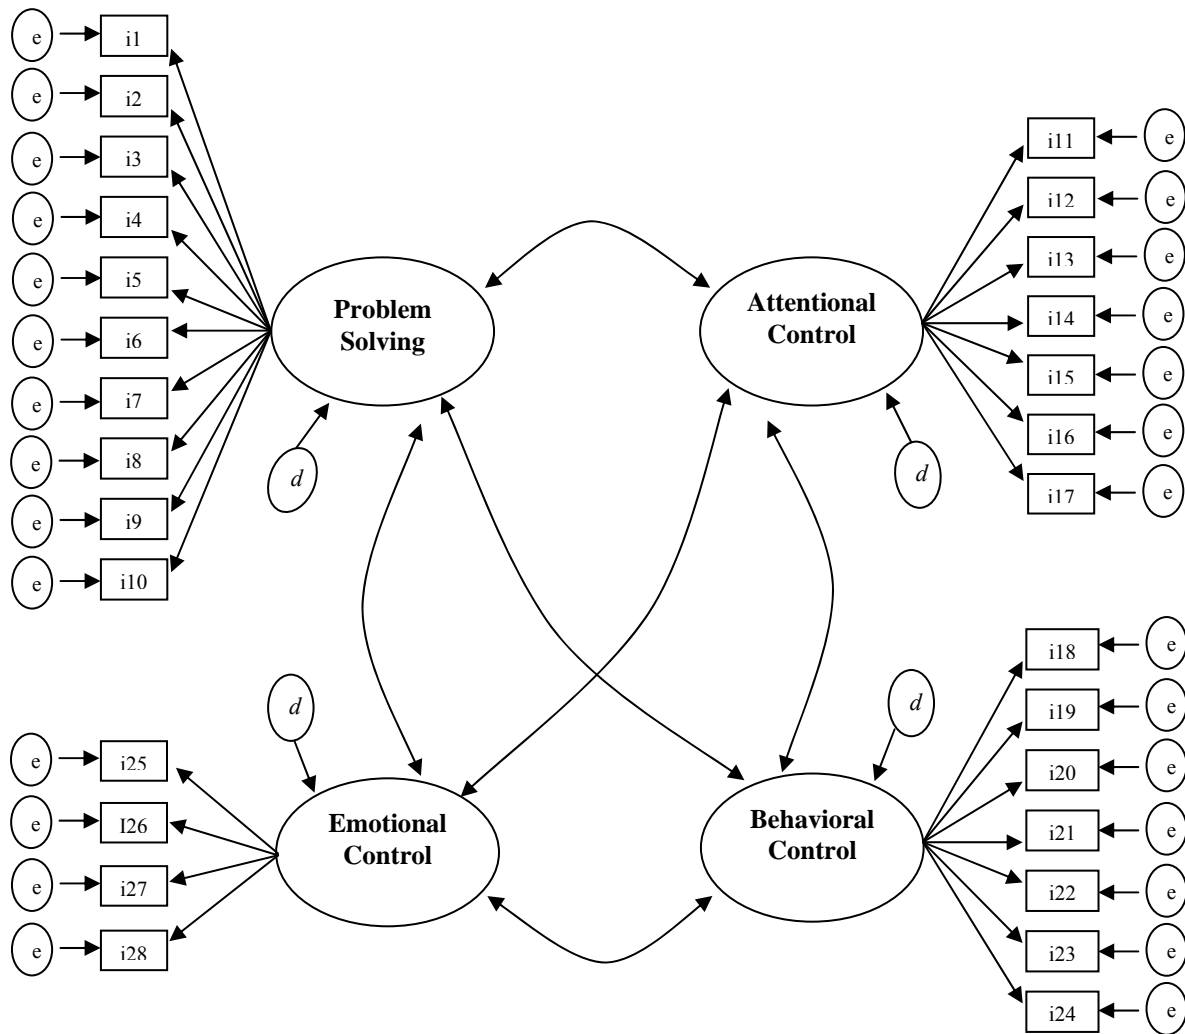 e
i1
e
i2
e
i3
e
i4
e
i5
e
i6
e
i7
e
i8
e
i9
e
i10
Problem
Solving
d
Attentional
Control
d
i11
e
i12
e
i13
e
i14
e
i15
e
i16
e
i17
e
e
i25
e
I26
e
i27
e
i28
d
Emotional
Control
d
Behavioral
Control
i18
e
i19
e
i20
e
i21
e
i22
e
i23
e
i24
e